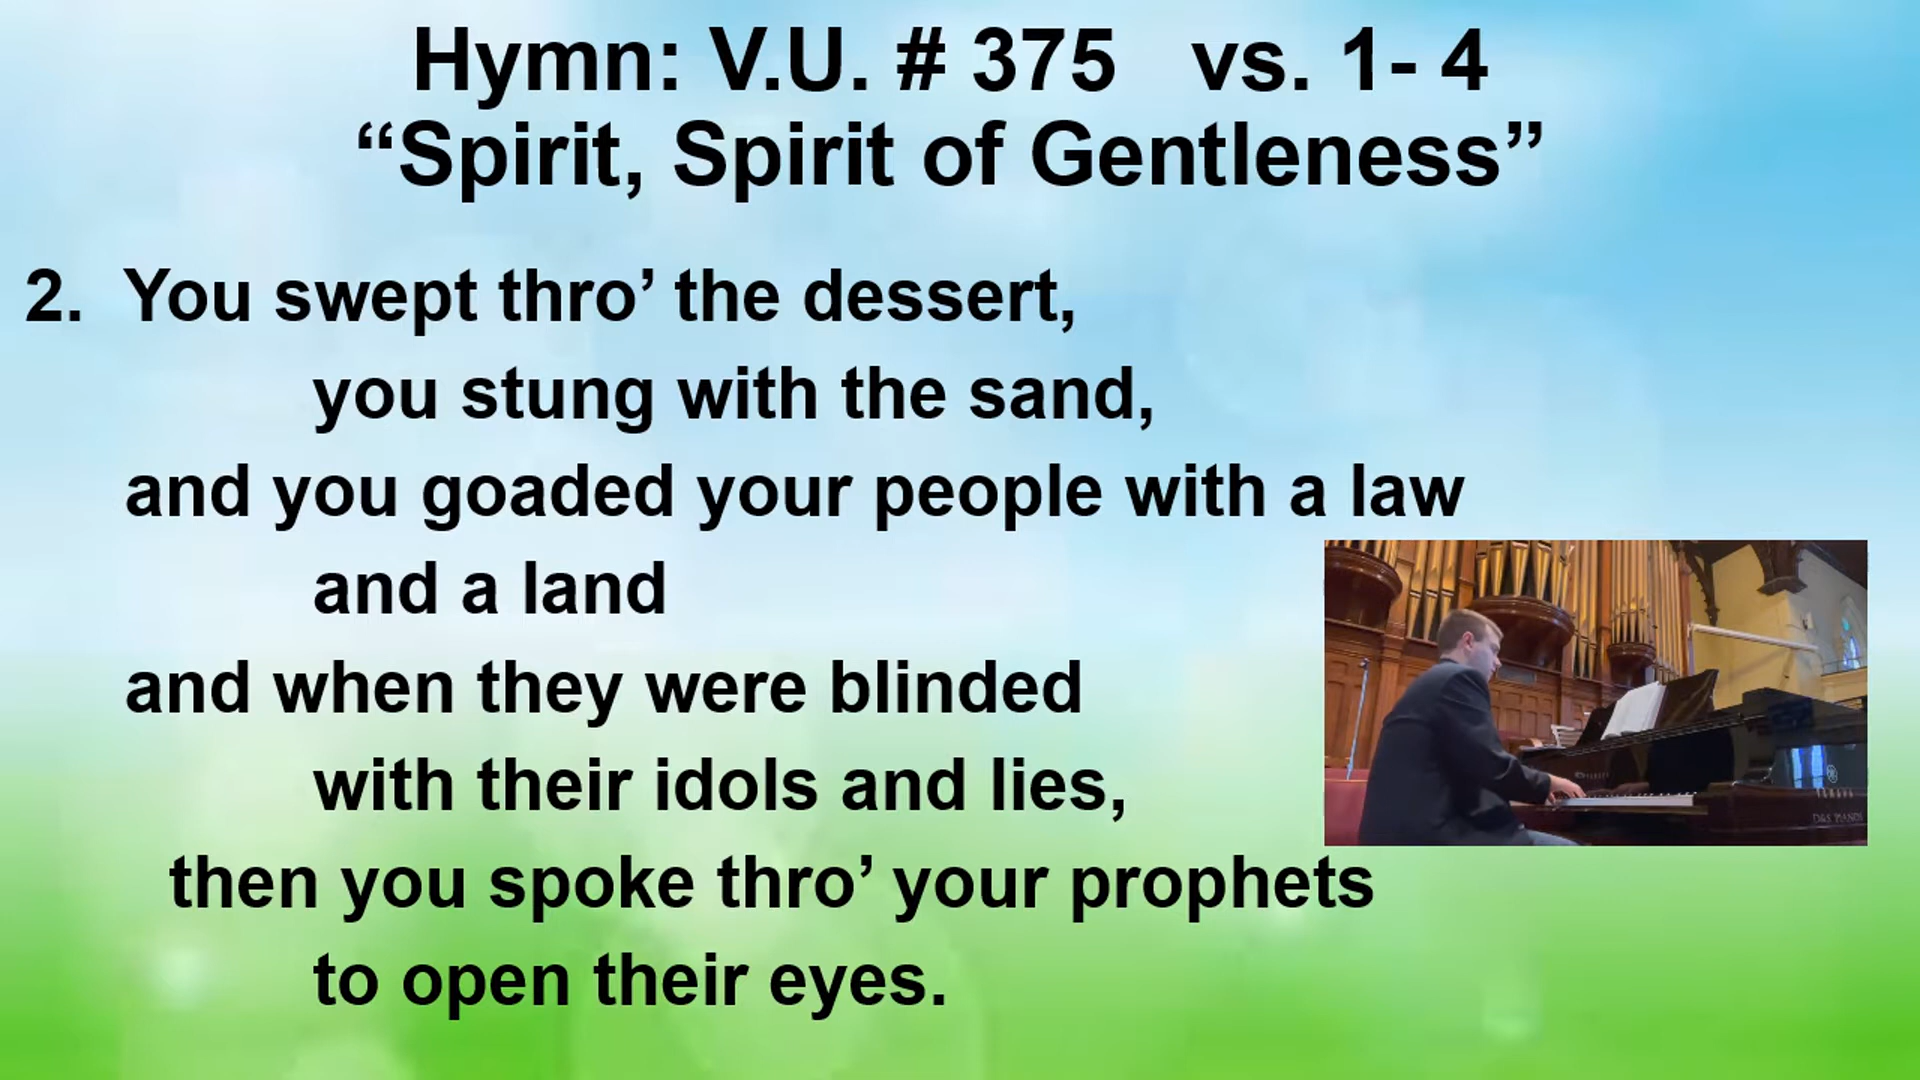 Hymn: V.U. # 375 vs. 1- 4
“Spirit, Spirit of Gentleness”
2. You swept thro’ the dessert,
you stung with the sand,
and you goaded your people with a law
and a land
and when they were blinded
with their idols and lies,
then you spoke thro’ your prophets
to open their eyes.
YAMAHA
D&S PIANOS